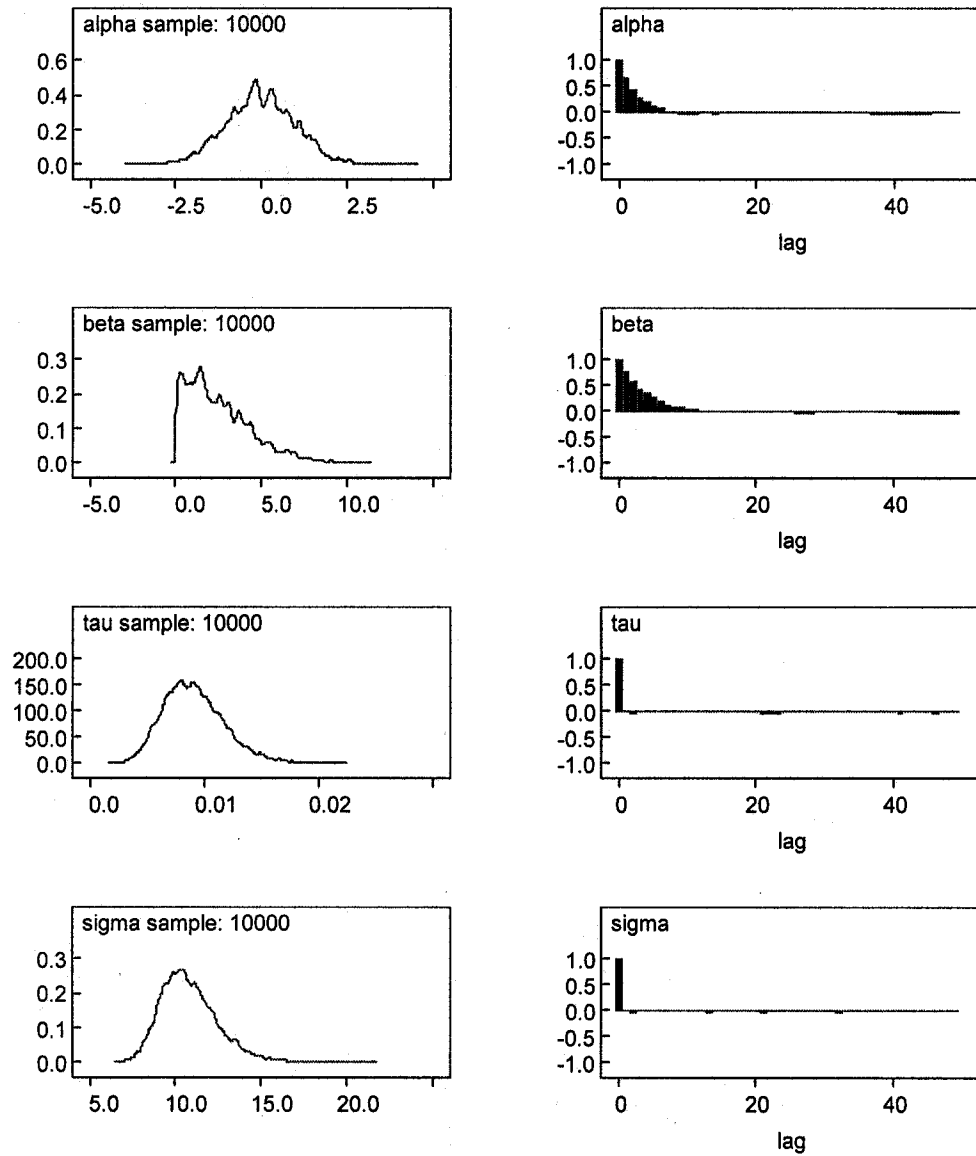 alpha sample: 10000
0.6
0.4
0.2
0.0
-5.0 -2.5 0.0 2.5
alpha
1.0
0.5
0.0
-0.5
-1.0
0 20 40
lag
beta sample: 10000
0.3
0.2
0.1
0.0
-5.0 0.0 5.0 10.0
beta
1.0
0.5
0.0
-0.5
-1.0
0 20 40
lag
tau sample: 10000
200.0
150.0
100.0
50.0
0.0
0.0 0.01 0.02
tau
1.0
0.5
0.0
-0.5
-1.0
0 20 40
lag
sigma sample: 10000
0.3
0.2
0.1
0.0
5.0 10.0 15.0 20.0
sigma
1.0
0.5
0.0
-0.5
-1.0
0 20 40
lag